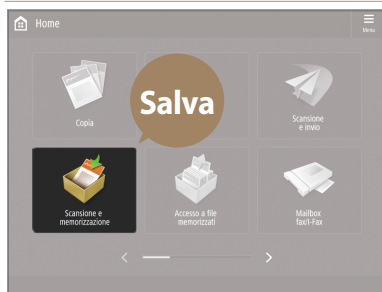 Home
Menu
Salva
Copia
Scansione
e invio
Scansione e
memorizzazione
Accesso a file
memorizzati
Mailbox
fax/I-Fax